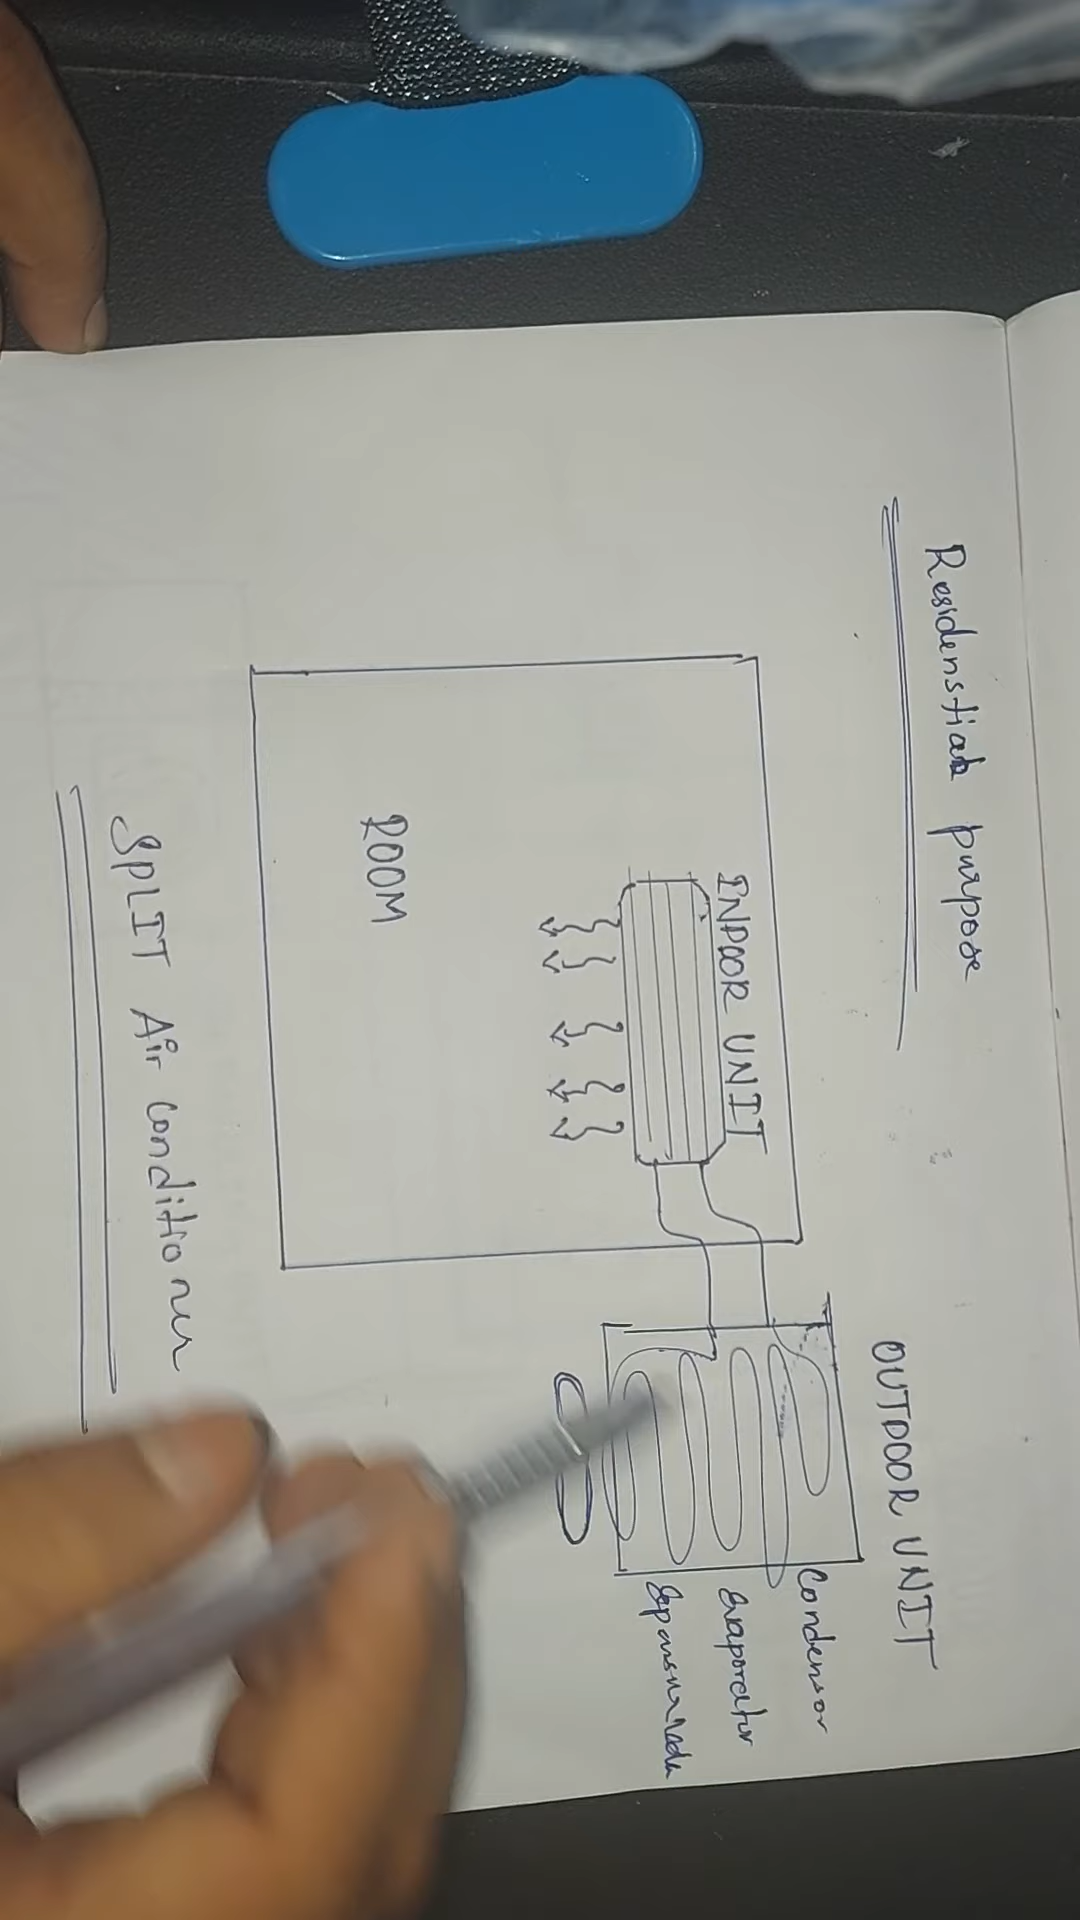 Residenstial purpose
OUTDOOR UNIT
INDOOR UNIT
Condensor
Evaporator
ROOM
SPLIT Air Conditioner